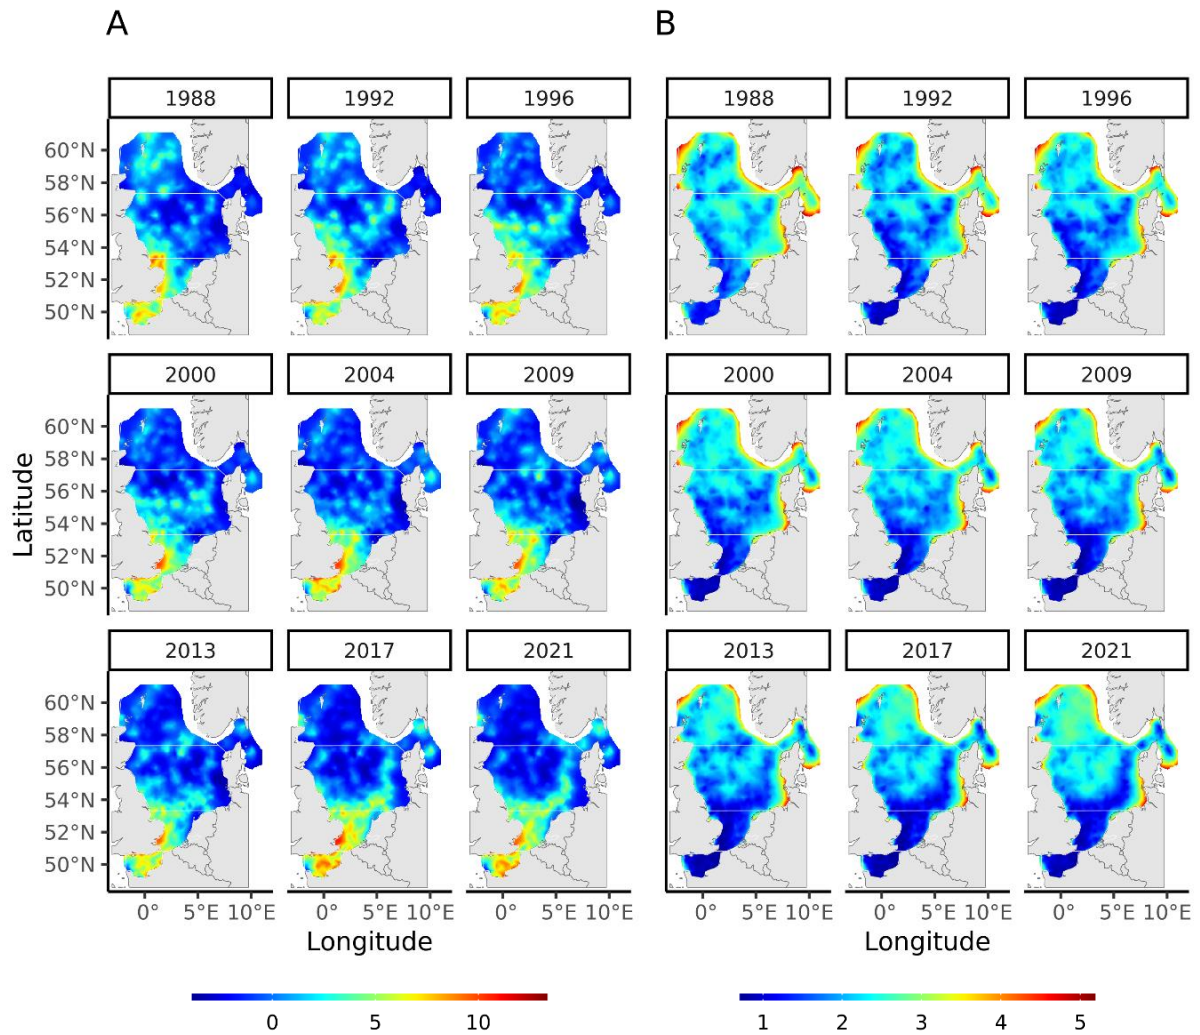 A B
1988 1992 1996 1988 1992 1996
60°N
58°N
56°N
54°N
52°N
50°N
2000 2004 2009 2000 2004 2009
60°N
58°N
56°N
54°N
52°N
50°N
Latitude
2013 2017 2021 2013 2017 2021
60°N
58°N
56°N
54°N
52°N
50°N
0° 5°E 10°E 0° 5°E 10°E 0° 5°E 10°E 0° 5°E 10°E 0° 5°E 10°E 0° 5°E 10°E
Longitude Longitude
0 5 10 1 2 3 4 5